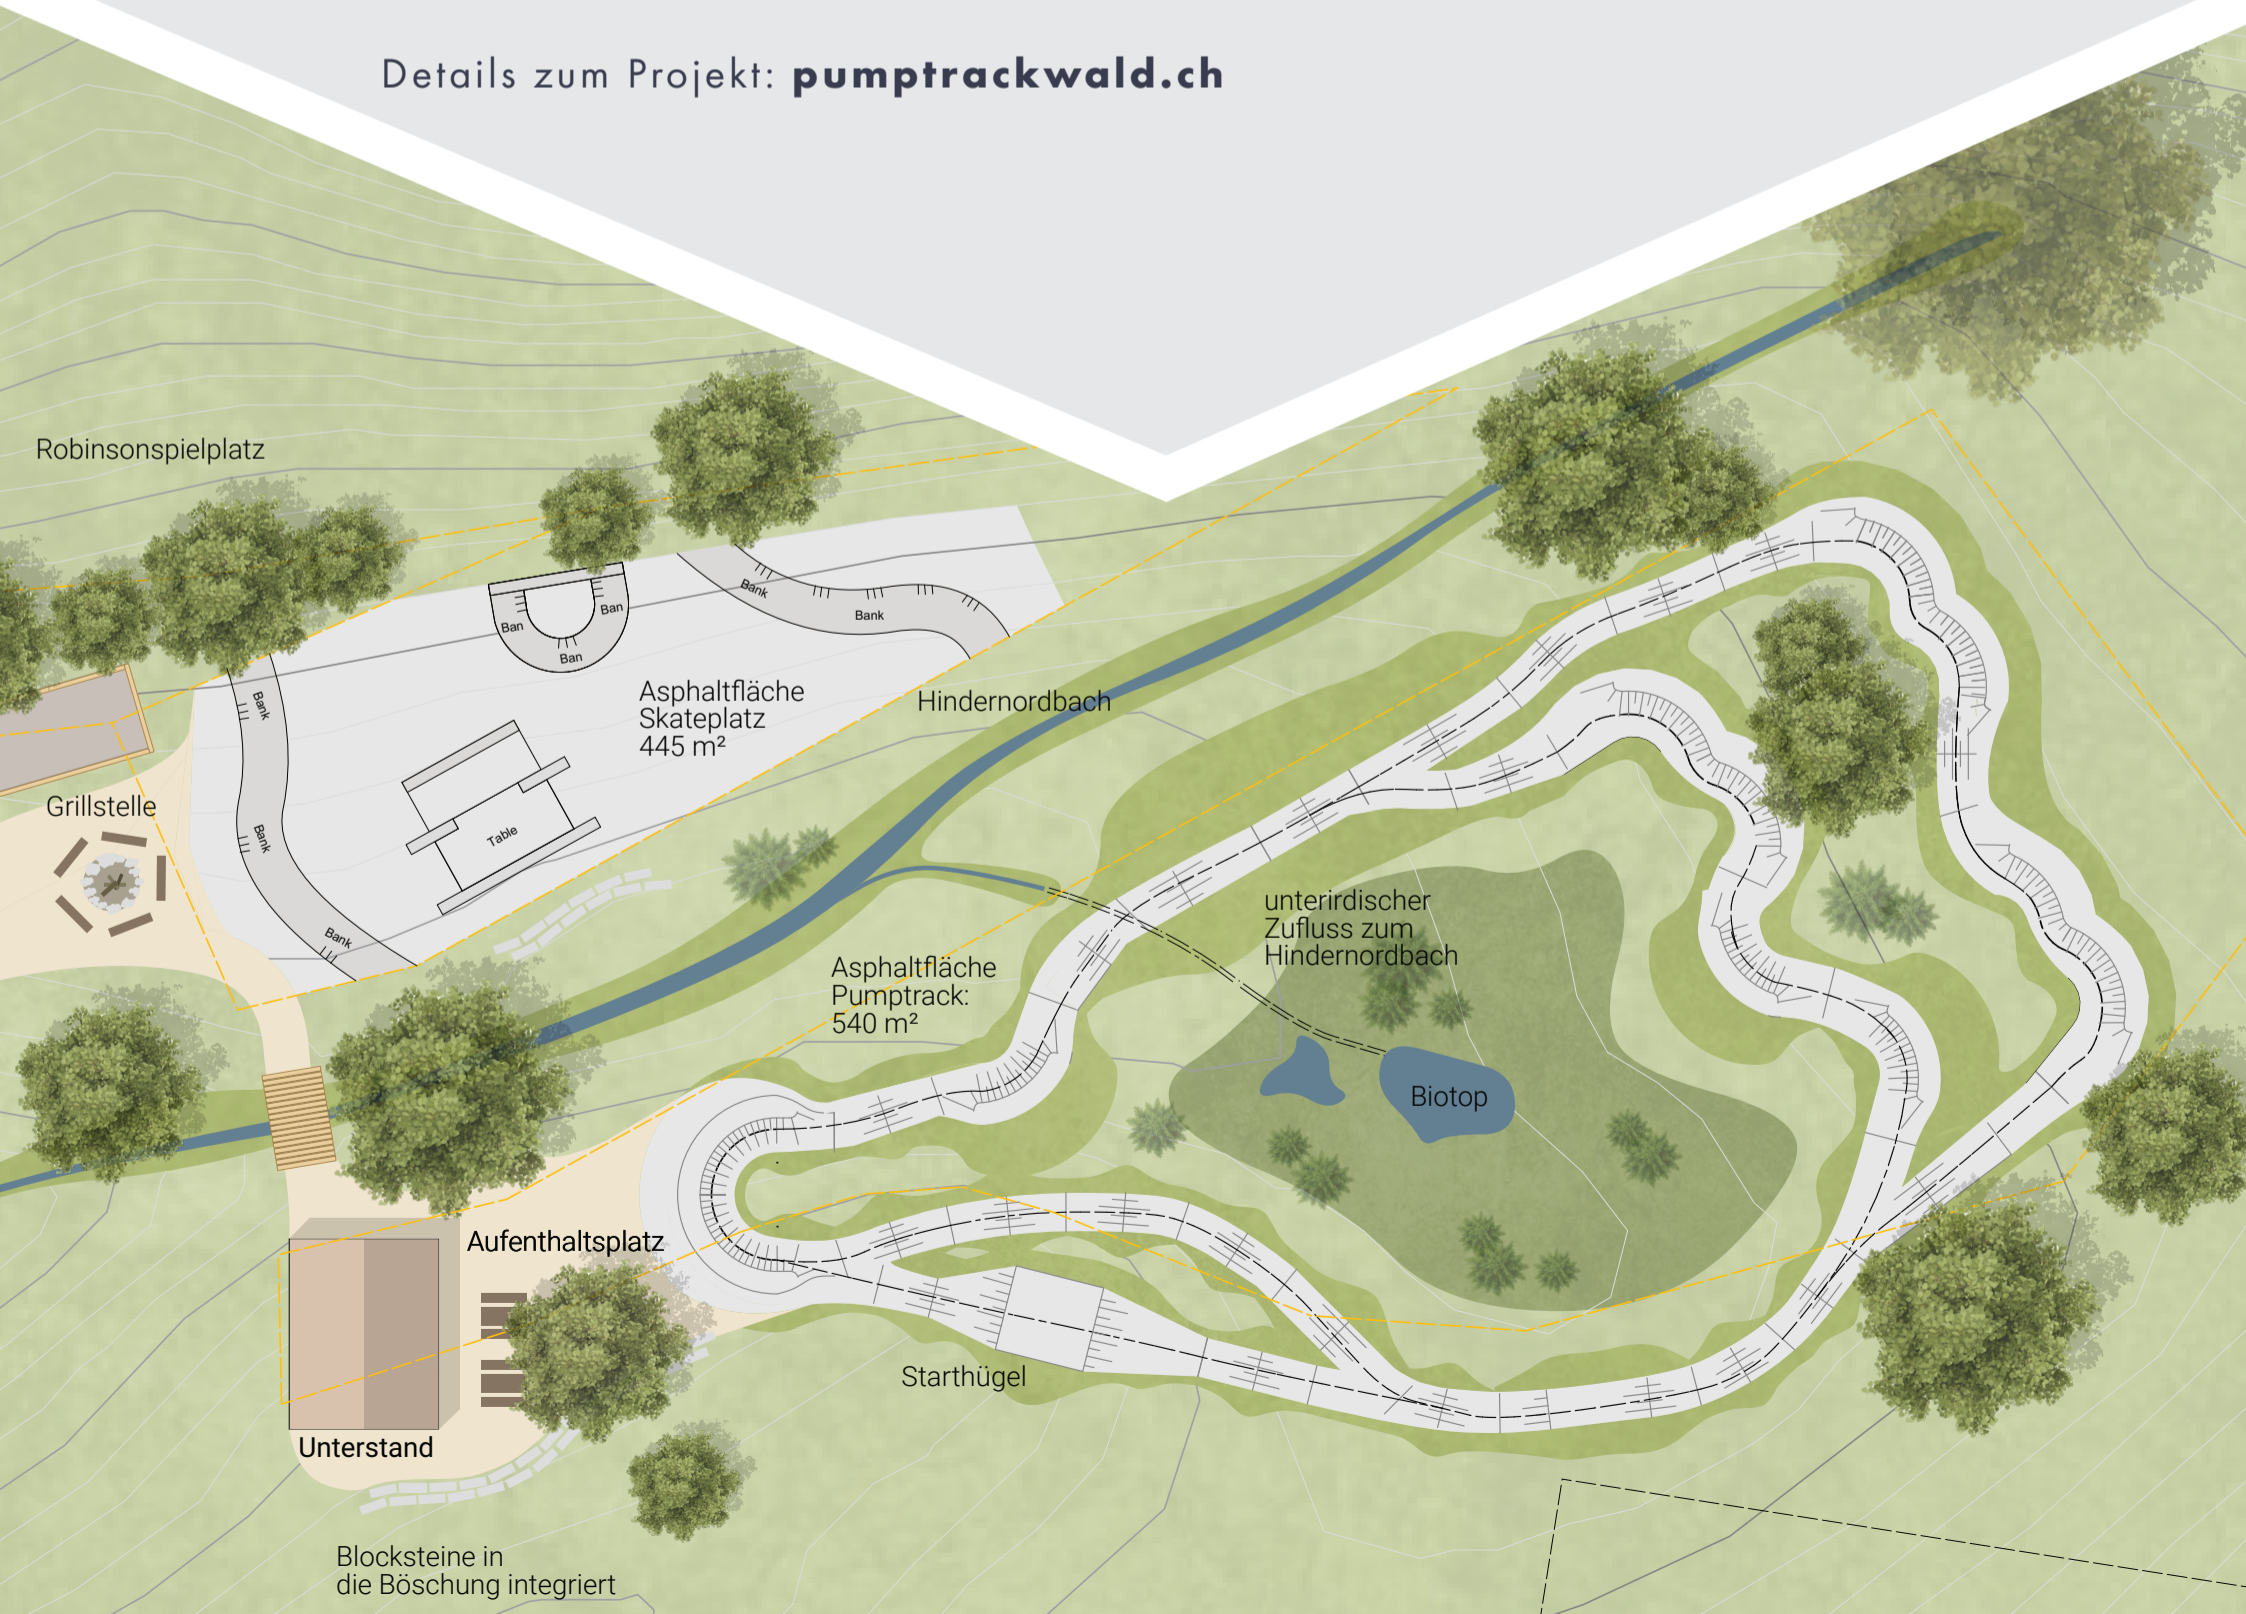 Details zum Projekt: pumptrackwald.ch
Robinsonspielplatz
Bank
Bank
Ban
Ban
Ban
Asphaltfläche
Skateplatz
445 m²
Hindernordbach
Bank
Grillstelle
Table
Bank
Bank
unterirdischer
Zufluss zum
Hindernordbach
Asphaltfläche
Pumptrack:
540 m²
Biotop
Aufenthaltsplatz
Starthügel
Unterstand
Blocksteine in
die Böschung integriert